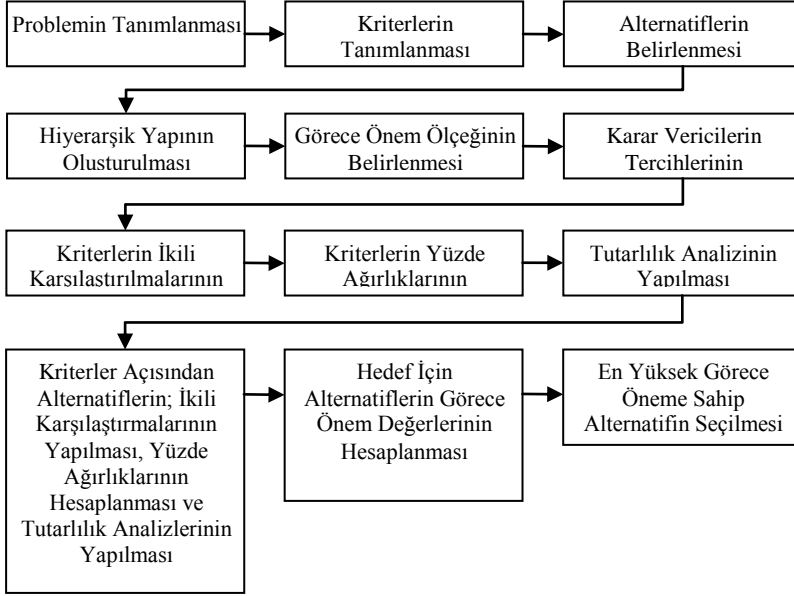 Problemin Tanımlanması
Kriterlerin
Tanımlanması
Alternatiflerin
Belirlenmesi
Hiyerarşik Yapının
Olusturulması
Görece Önem Ölçeğinin
Belirlenmesi
Karar Vericilerin
Tercihlerinin
Kriterlerin İkili
Karsılastırılmalarının
Kriterlerin Yüzde
Ağırlıklarının
Tutarlılık Analizinin
Yapılması
Kriterler Açısından
Alternatiflerin; İkili
Karşılaştırmalarının
Yapılması, Yüzde
Ağırlıklarının
Hesaplanması ve
Tutarlılık Analizlerinin
Yapılması
Hedef İçin
Alternatiflerin Görece
Önem Değerlerinin
Hesaplanması
En Yüksek Görece
Öneme Sahip
Alternatifin Seçilmesi